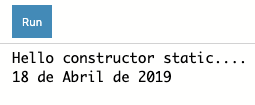 Run
Hello constructor static....
18 de Abril de 2019